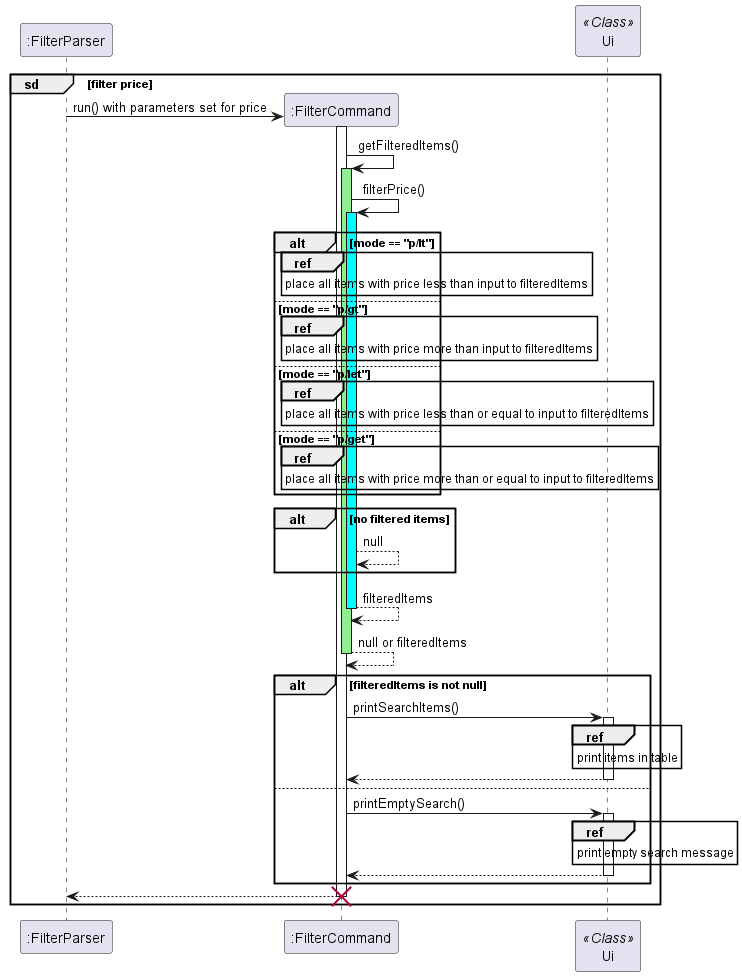 :FilterParser
«Class»
Ui
sd [filter price]
run() with parameters set for price
:FilterCommand
getFilteredItems()
filterPrice()
alt [mode == "p/lt"]
ref
place all items with price less than input to filteredItems
[mode == "p/gt"]
ref
place all items with price more than input to filteredItems
[mode == "p/let"]
ref
place all items with price less than or equal to input to filteredItems
[mode == "p/get"]
ref
place all items with price more than or equal to input to filteredItems
alt [no filtered items]
null
filteredItems
null or filteredItems
alt [filteredItems is not null]
printSearchItems()
ref
print items in table
printEmptySearch()
ref
print empty search message
:FilterParser
:FilterCommand
«Class»
Ui